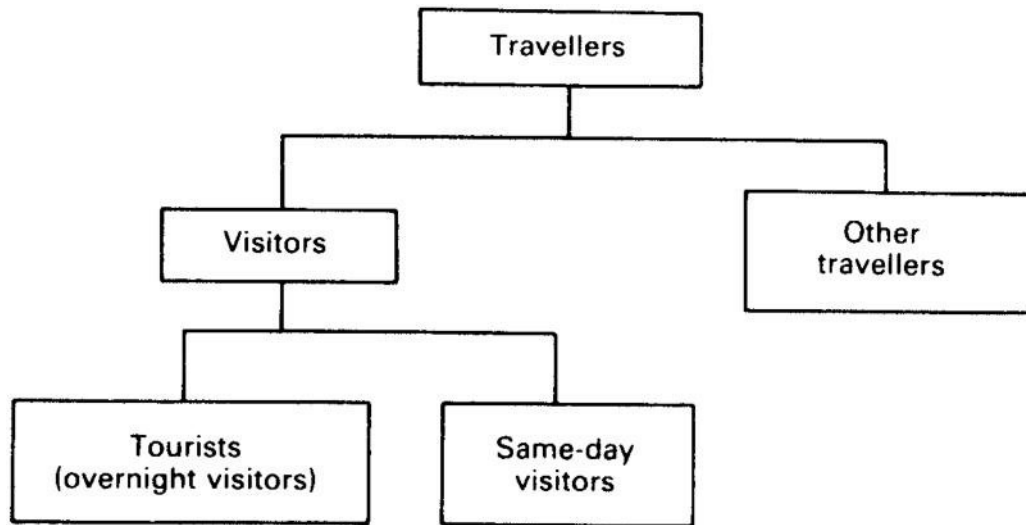 Travellers
Visitors
Other
travellers
Tourists
(overnight visitors)
Same-day
visitors